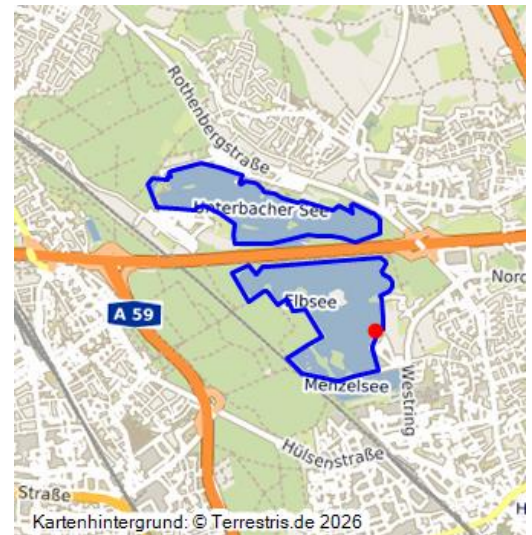 Rothenbergstraße
Unterbacher See
Nord
Elbsee
A 59
Menzelsee
Westring
Hülsenstraße
Straße
H
Kartenhintergrund: © Terrestris.de 2026